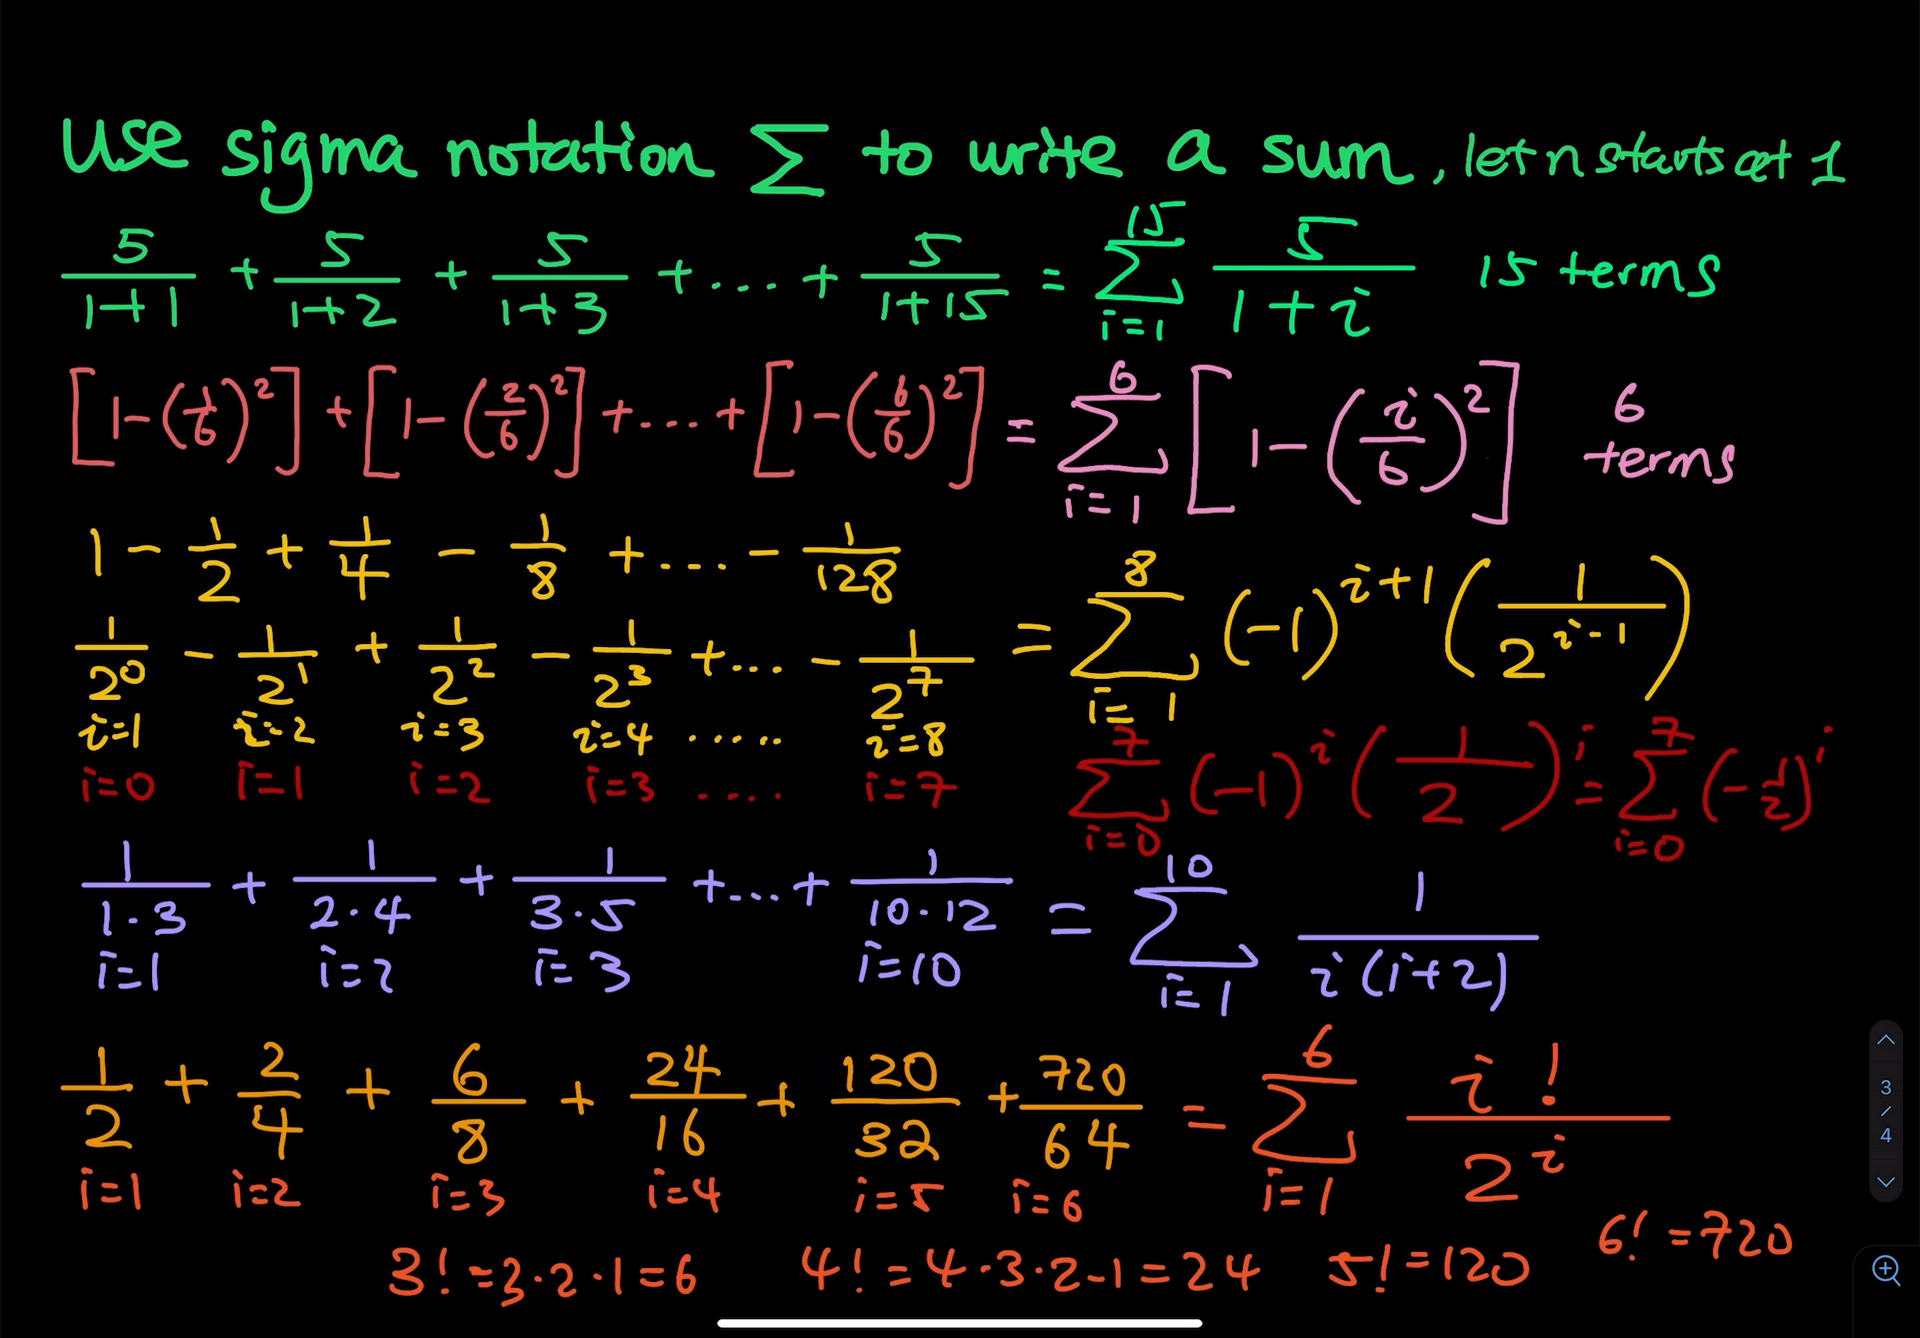 Use sigma notation Σ to write a sum, let n starts at 1
5/(1+1) + 5/(1+2) + 5/(1+3) + .... + 5/(1+15) = Σ_{i=1}^{15} 5/(1+i) 15 terms
[1-(1/6)²] + [1-(2/6)²] + .... + [1-(6/6)²] = Σ_{i=1}^{6} [1-(i/6)²] 6 terms
1 - 1/2 + 1/4 - 1/8 + .... - 1/128
1/2⁰ - 1/2¹ + 1/2² - 1/2³ + ... - 1/2⁷ = Σ_{i=1}^{8} (-1)^{i+1} (1/2^{i-1})
i=1 i=2 i=3 i=4 ..... i=8
i=0 i=1 i=2 i=3 .... i=7 Σ_{i=0}^{7} (-1)^i (1/2)^i = Σ_{i=0}^{7} (-1/2)^i
1/(1·3) + 1/(2·4) + 1/(3·5) + ... + 1/(10·12) = Σ_{i=1}^{10} 1/(i(i+2))
i=1 i=2 i=3 i=10
1/2 + 2/4 + 6/8 + 24/16 + 120/32 + 720/64 = Σ_{i=1}^{6} i!/2^i
i=1 i=2 i=3 i=4 i=5 i=6
3! = 3·2·1 = 6 4! = 4·3·2-1 = 24 5! = 120 6! = 720
3
/
4